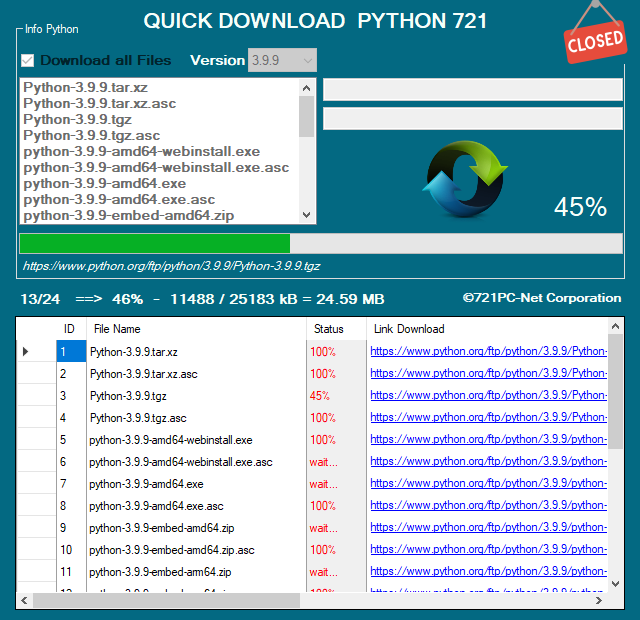 QUICK DOWNLOAD PYTHON 721
CLOSED
Info Python
Download all Files Version 3.9.9
Python-3.9.9.tar.xz
Python-3.9.9.tar.xz.asc
Python-3.9.9.tgz
Python-3.9.9.tgz.asc
python-3.9.9-amd64-webinstall.exe
python-3.9.9-amd64-webinstall.exe.asc
python-3.9.9-amd64.exe
python-3.9.9-amd64.exe.asc
python-3.9.9-embed-amd64.zip
45%
https://www.python.org/ftp/python/3.9.9/Python-3.9.9.tgz
13/24 ==> 46% - 11488 / 25183 kB = 24.59 MB ©721PC-Net Corporation
ID File Name Status Link Download
1 Python-3.9.9.tar.xz 100% https://www.python.org/ftp/python/3.9.9/Python-
2 Python-3.9.9.tar.xz.asc 100% https://www.python.org/ftp/python/3.9.9/Python-
3 Python-3.9.9.tgz 45% https://www.python.org/ftp/python/3.9.9/Python-
4 Python-3.9.9.tgz.asc 100% https://www.python.org/ftp/python/3.9.9/Python-
5 python-3.9.9-amd64-webinstall.exe 100% https://www.python.org/ftp/python/3.9.9/python-
6 python-3.9.9-amd64-webinstall.exe.asc wait... https://www.python.org/ftp/python/3.9.9/python-
7 python-3.9.9-amd64.exe wait... https://www.python.org/ftp/python/3.9.9/python-
8 python-3.9.9-amd64.exe.asc 100% https://www.python.org/ftp/python/3.9.9/python-
9 python-3.9.9-embed-amd64.zip wait... https://www.python.org/ftp/python/3.9.9/python-
10 python-3.9.9-embed-amd64.zip.asc 100% https://www.python.org/ftp/python/3.9.9/python-
11 python-3.9.9-embed-arm64.zip wait... https://www.python.org/ftp/python/3.9.9/python-